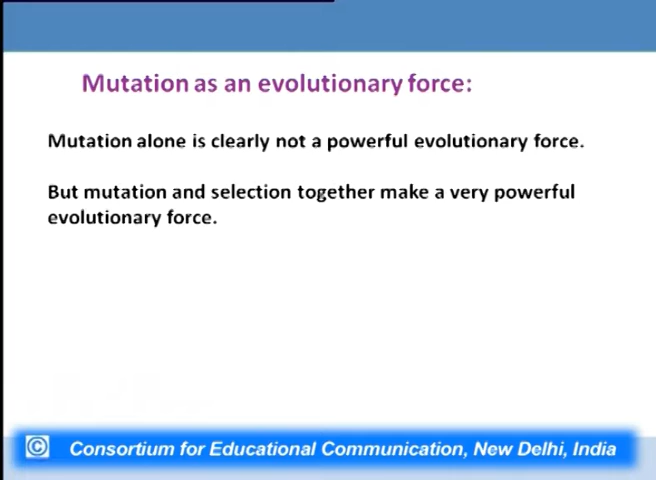 Mutation as an evolutionary force:
Mutation alone is clearly not a powerful evolutionary force.
But mutation and selection together make a very powerful
evolutionary force.
© Consortium for Educational Communication, New Delhi, India